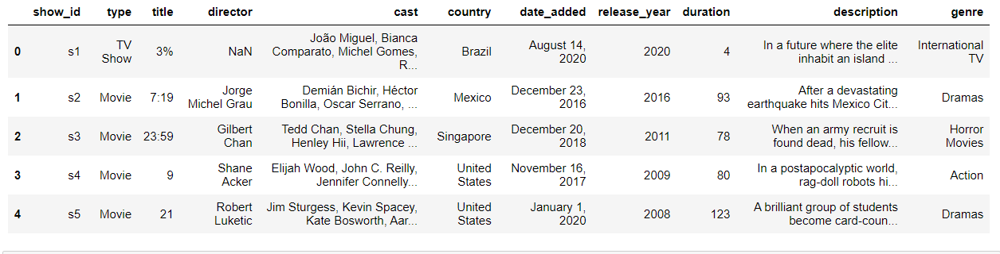 show_id type title director cast country date_added release_year duration description genre
0 s1 TV Show 3% NaN João Miguel, Bianca Comparato, Michel Gomes, R... Brazil August 14, 2020 2020 4 In a future where the elite inhabit an island ... International TV
1 s2 Movie 7:19 Jorge Michel Grau Demián Bichir, Héctor Bonilla, Oscar Serrano, ... Mexico December 23, 2016 2016 93 After a devastating earthquake hits Mexico Cit... Dramas
2 s3 Movie 23:59 Gilbert Chan Tedd Chan, Stella Chung, Henley Hii, Lawrence ... Singapore December 20, 2018 2011 78 When an army recruit is found dead, his fellow... Horror Movies
3 s4 Movie 9 Shane Acker Elijah Wood, John C. Reilly, Jennifer Connelly... United States November 16, 2017 2009 80 In a postapocalyptic world, rag-doll robots hi... Action
4 s5 Movie 21 Robert Luketic Jim Sturgess, Kevin Spacey, Kate Bosworth, Aar... United States January 1, 2020 2008 123 A brilliant group of students become card-coun... Dramas